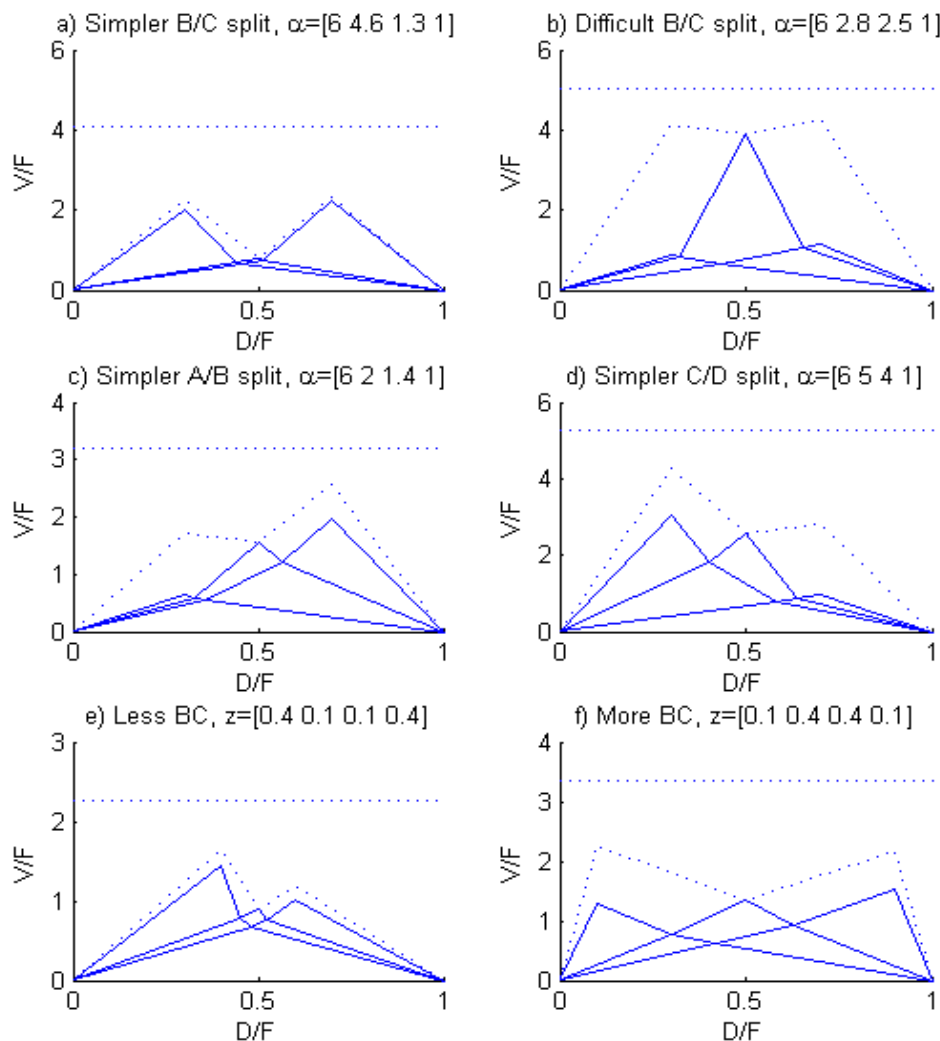 a) Simpler B/C split, α=[6 4.6 1.3 1]
6
4
2
0
V/F
0
0.5
1
D/F
b) Difficult B/C split, α=[6 2.8 2.5 1]
6
4
2
0
V/F
0
0.5
1
D/F
c) Simpler A/B split, α=[6 2 1.4 1]
4
3
2
1
0
V/F
0
0.5
1
D/F
d) Simpler C/D split, α=[6 5 4 1]
6
4
2
0
V/F
0
0.5
1
D/F
e) Less BC, z=[0.4 0.1 0.1 0.4]
3
2
1
0
V/F
0
0.5
1
D/F
f) More BC, z=[0.1 0.4 0.4 0.1]
4
3
2
1
0
V/F
0
0.5
1
D/F